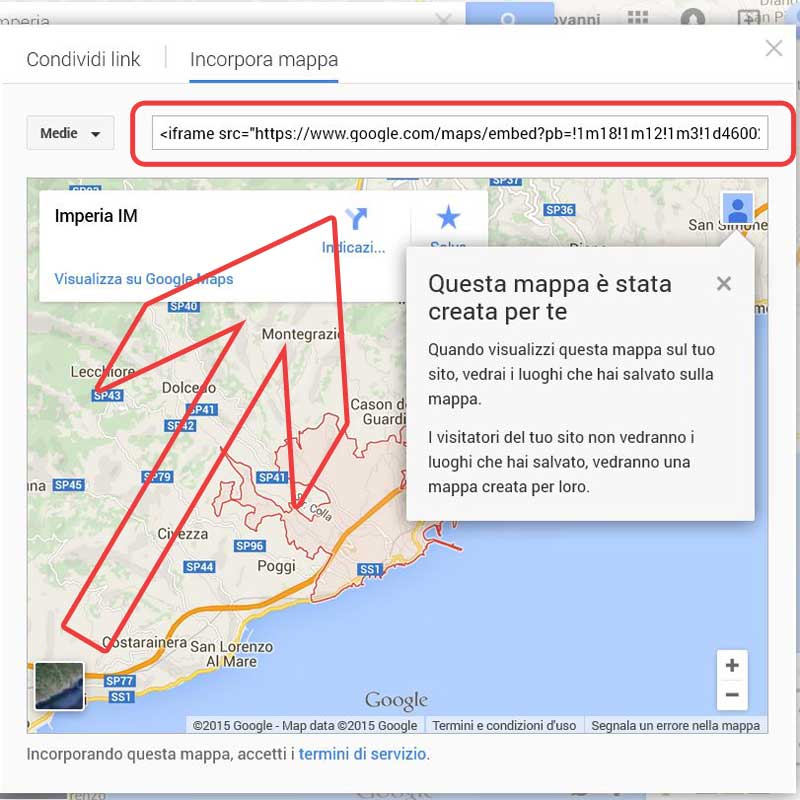 Condividi link
Incorpora mappa
Medie
<iframe src="https://www.google.com/maps/embed?pb=!1m18!1m12!1m3!1d46002
Imperia IM
Indicazi...
Salva
Visualizza su Google Maps
SP37
SP36
San Simone
SP40
Montegrazie
Lecchiore
SP43
Dolcedo
SP41
SP42
Cason de
Guardi
SP45
SP79
SP41
Colla
Civezza
SP96
SP44
Poggi
SS1
Costarainera
San Lorenzo
Al Mare
SP77
SS1
Questa mappa è stata
creata per te
Quando visualizzi questa mappa sul tuo
sito, vedrai i luoghi che hai salvato sulla
mappa.
I visitatori del tuo sito non vedranno i
luoghi che hai salvato, vedranno una
mappa creata per loro.
+
−
Google
©2015 Google - Map data ©2015 Google
Termini e condizioni d'uso
Segnala un errore nella mappa
Incorporando questa mappa, accetti i termini di servizio.